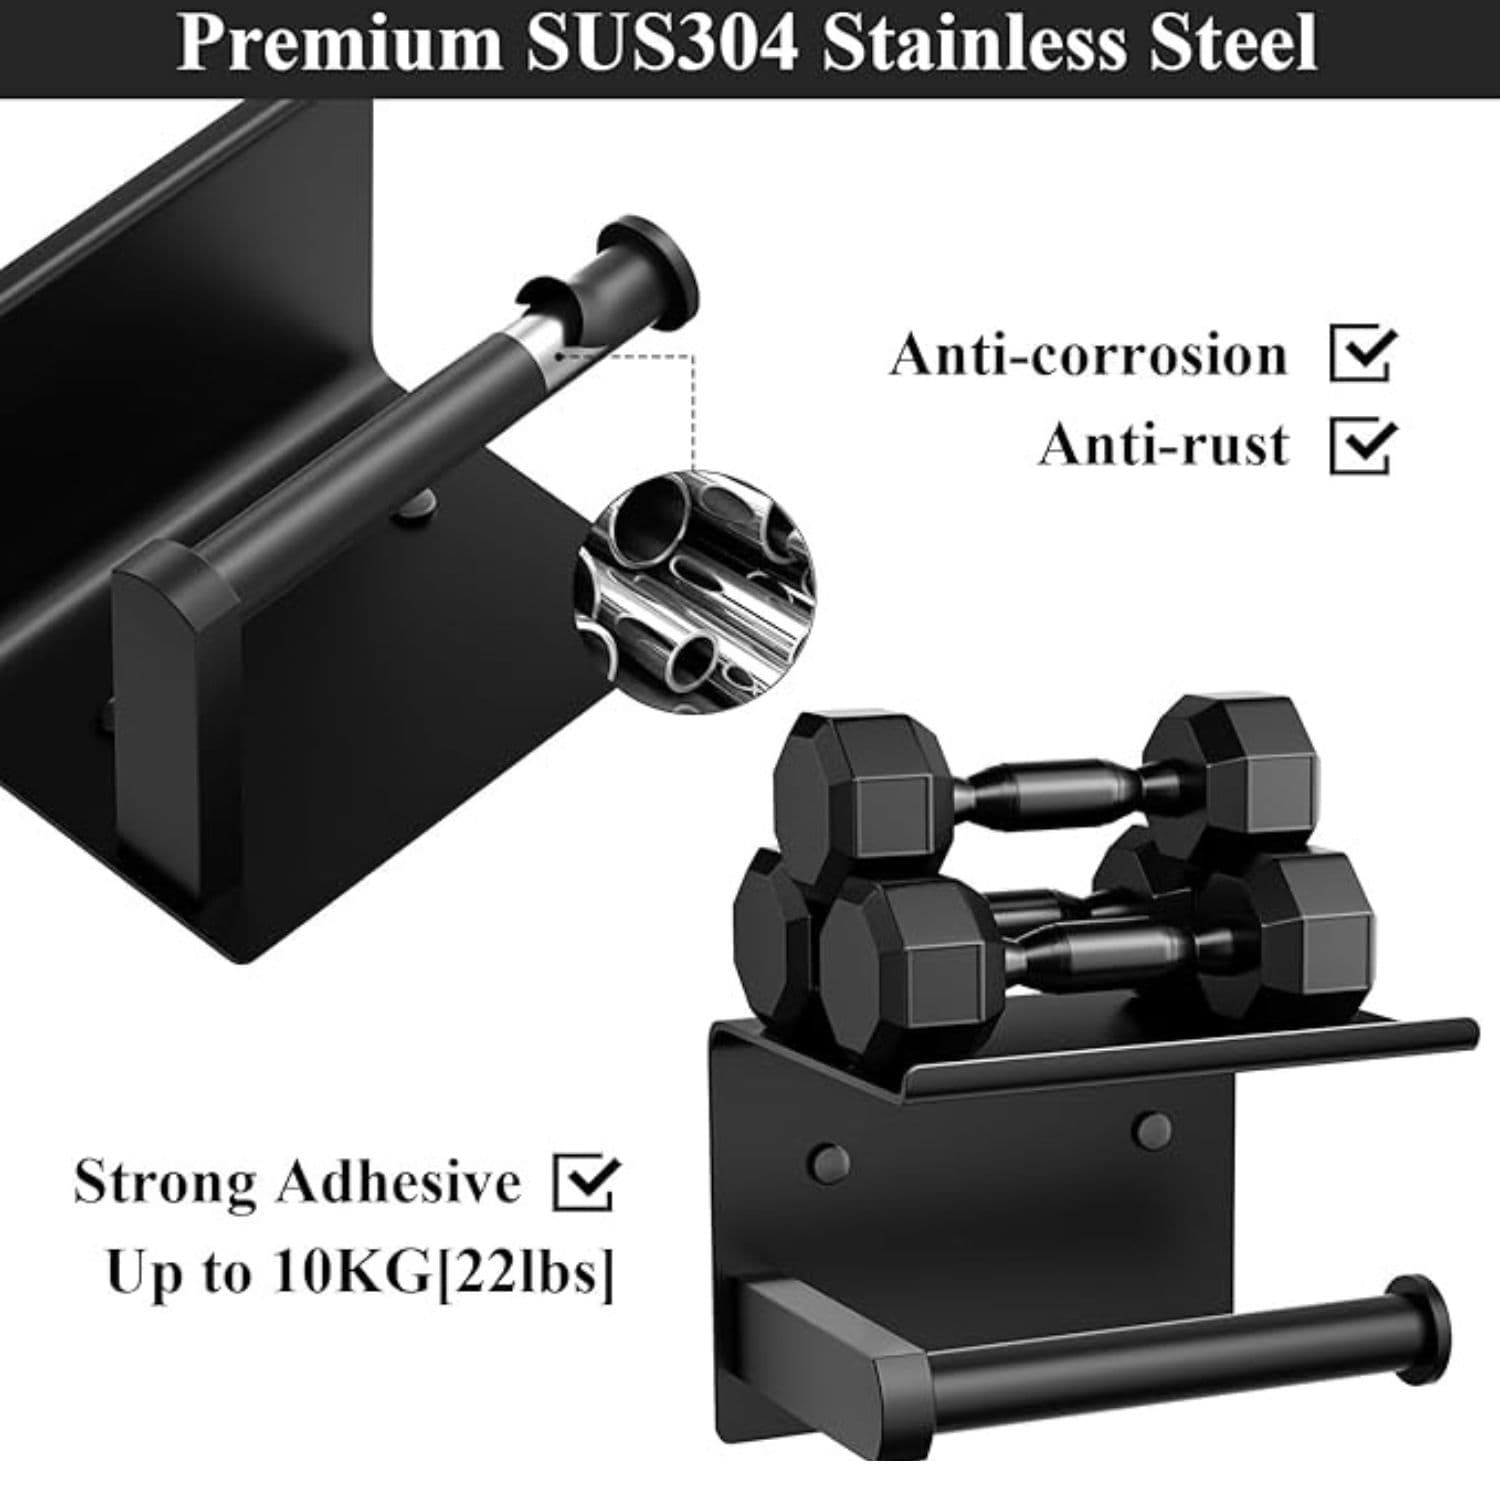 Premium SUS304 Stainless Steel
Anti-corrosion
Anti-rust
Strong Adhesive
Up to 10KG[22lbs]